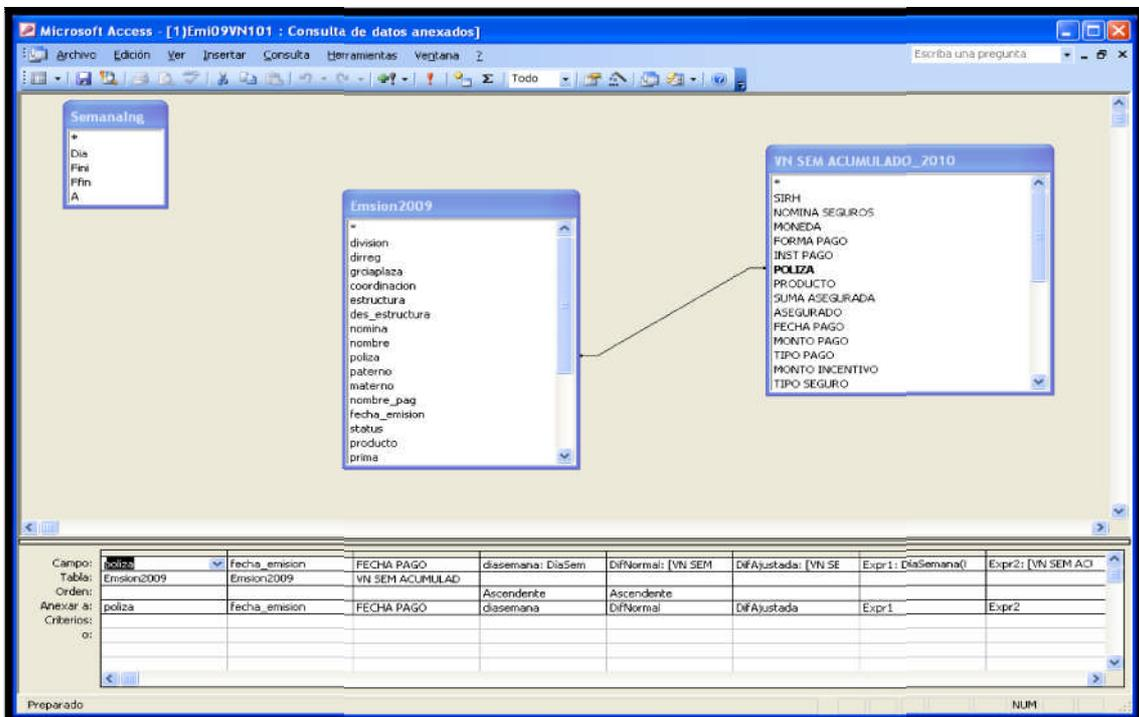 Microsoft Access - [1)Emi09VN101 : Consulta de datos anexados]
Archivo Edición Ver Insertar Consulta Herramientas Ventana ?
Escriba una pregunta
Todo
SemanaIng
*
Dia
Fini
Ffin
A
Emsion2009
*
division
dirreg
grciaplaza
coordinacion
estructura
des_estructura
nomina
nombre
poliza
paterno
materno
nombre_pag
fecha_emision
status
producto
prima
VN SEM ACUMULADO_2010
*
SIRH
NOMINA SEGUROS
MONEDA
FORMA PAGO
INST PAGO
POLIZA
PRODUCTO
SUMA ASEGURADA
ASEGURADO
FECHA PAGO
MONTO PAGO
TIPO PAGO
MONTO INCENTIVO
TIPO SEGURO
Campo: poliza fecha_emision FECHA PAGO diasemana: DiaSem DifNormal: [VN SEM DifAjustada: [VN SE Expr1: DíaSemana(I Expr2: [VN SEM ACI
Tabla: Emsion2009 Emsion2009 VN SEM ACUMULAD
Orden: Ascendente Ascendente
Anexar a: poliza fecha_emision FECHA PAGO diasemana DifNormal DifAjustada Expr1 Expr2
Criterios:
o:
Preparado NUM